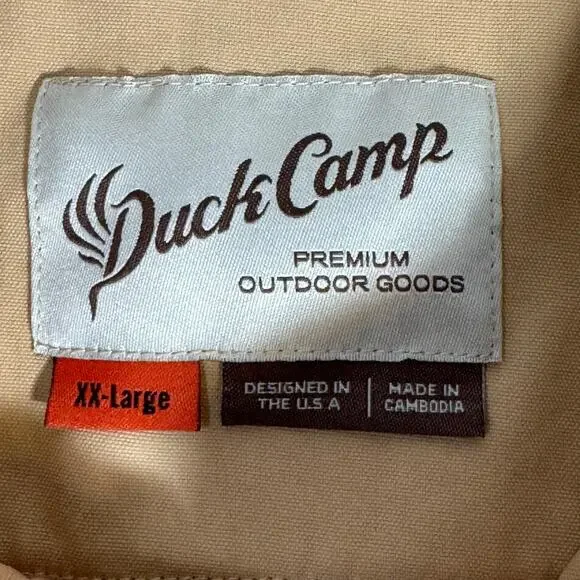 Duck Camp
PREMIUM
OUTDOOR GOODS
XX-Large
DESIGNED IN
THE U.S A
MADE IN
CAMBODIA